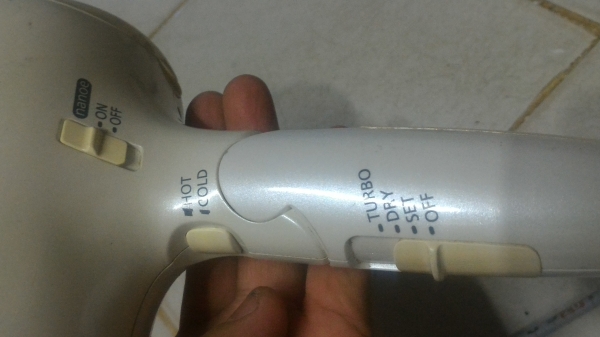 nanoe
ON
OFF
HOT
COLD
TURBO
DRY
SET
OFF